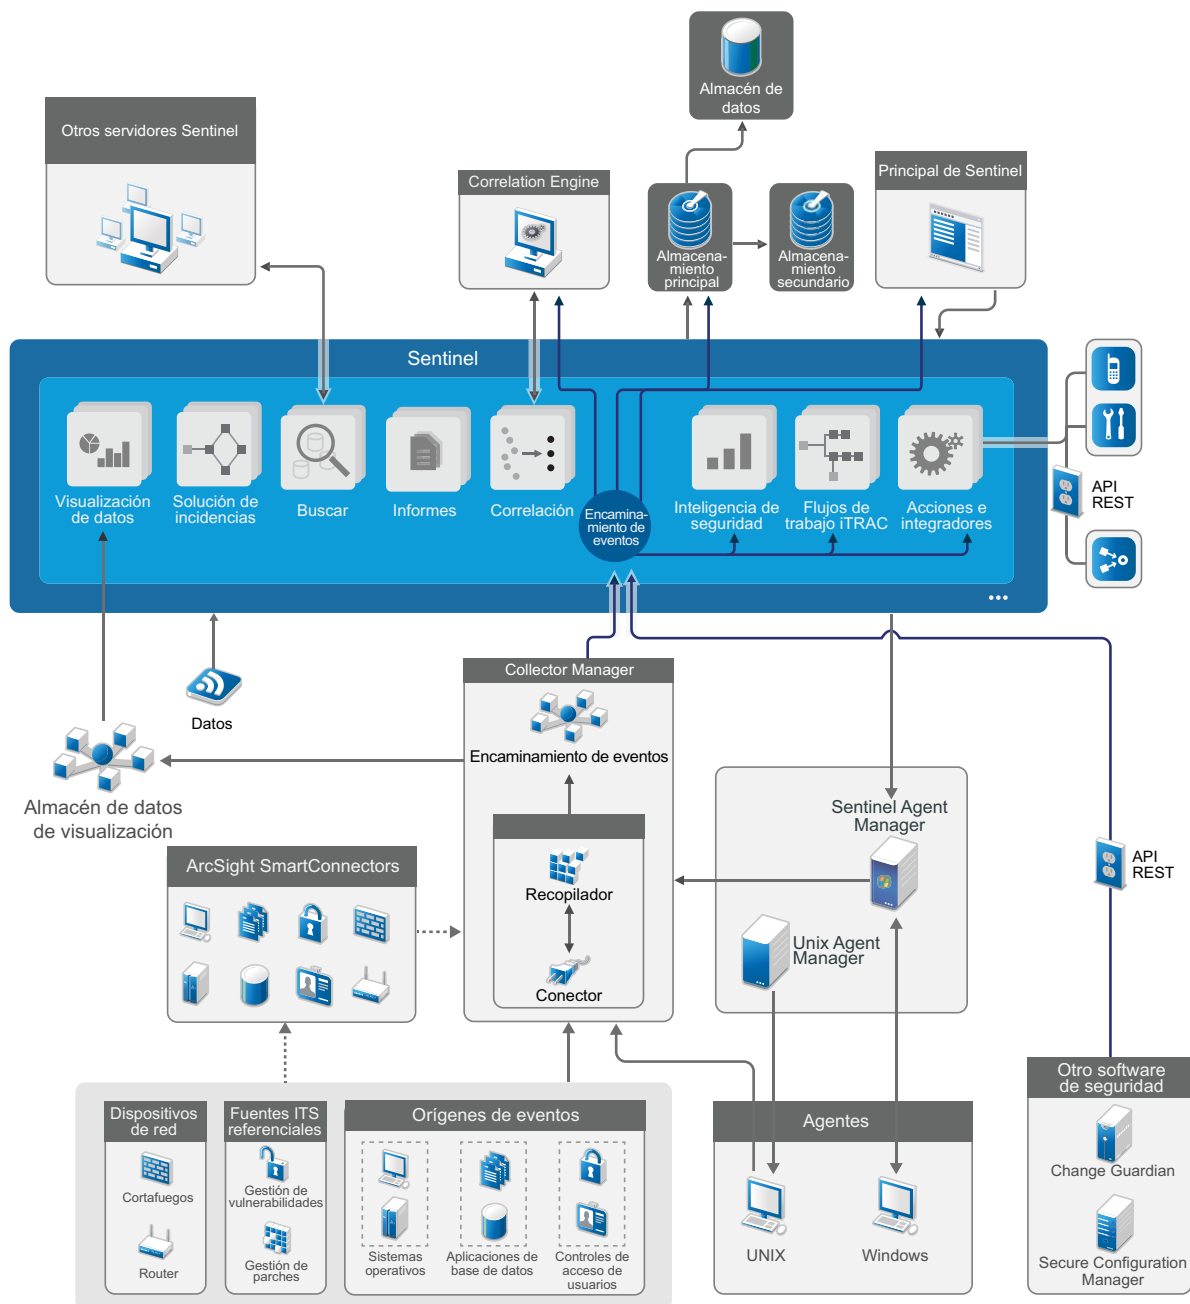 Almacén de
datos
Otros servidores Sentinel
Correlation Engine
Principal de Sentinel
Almacena-
miento
principal
Almacena-
miento
secundario
Sentinel
Visualización
de datos
Solución de
incidencias
Buscar
Informes
Correlación
Encamina-
miento de
eventos
Inteligencia de
seguridad
Flujos de
trabajo iTRAC
Acciones e
integradores
API
REST
Collector Manager
Datos
Encaminamiento de eventos
Almacén de datos
de visualización
Sentinel Agent
Manager
ArcSight SmartConnectors
Recopilador
Conector
Unix Agent
Manager
API
REST
Dispositivos
de red
Cortafuegos
Router
Fuentes ITS
referenciales
Gestión de
vulnerabilidades
Gestión de
parches
Orígenes de eventos
Sistemas
operativos
Aplicaciones de
base de datos
Controles de
acceso de
usuarios
Agentes
UNIX
Windows
Otro software
de seguridad
Change Guardian
Secure Configuration
Manager